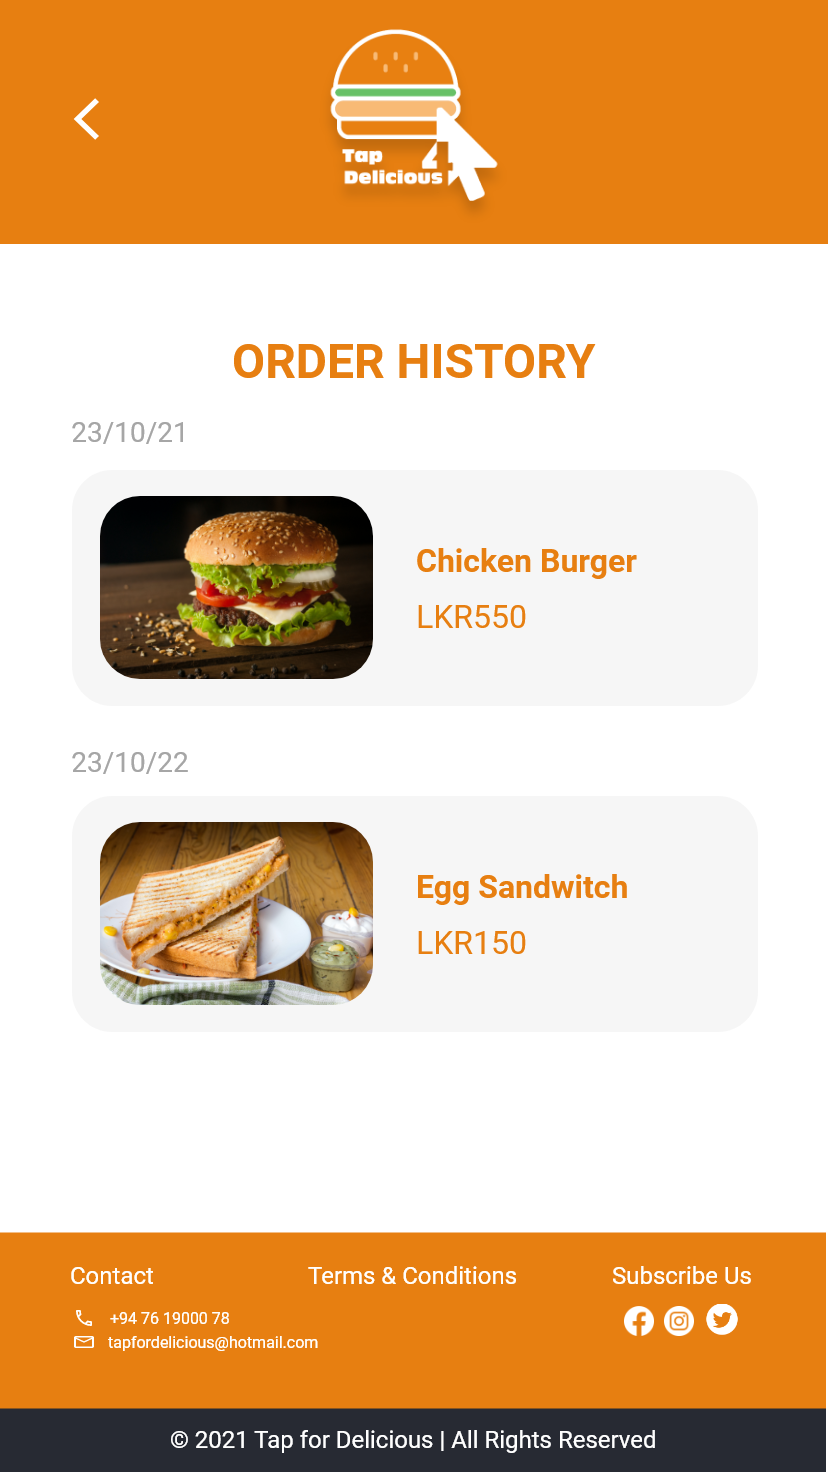 Tap 4
Delicious
ORDER HISTORY
23/10/21
Chicken Burger
LKR550
23/10/22
Egg Sandwitch
LKR150
Contact
Terms & Conditions
Subscribe Us
+94 76 19000 78
tapfordelicious@hotmail.com
© 2021 Tap for Delicious | All Rights Reserved